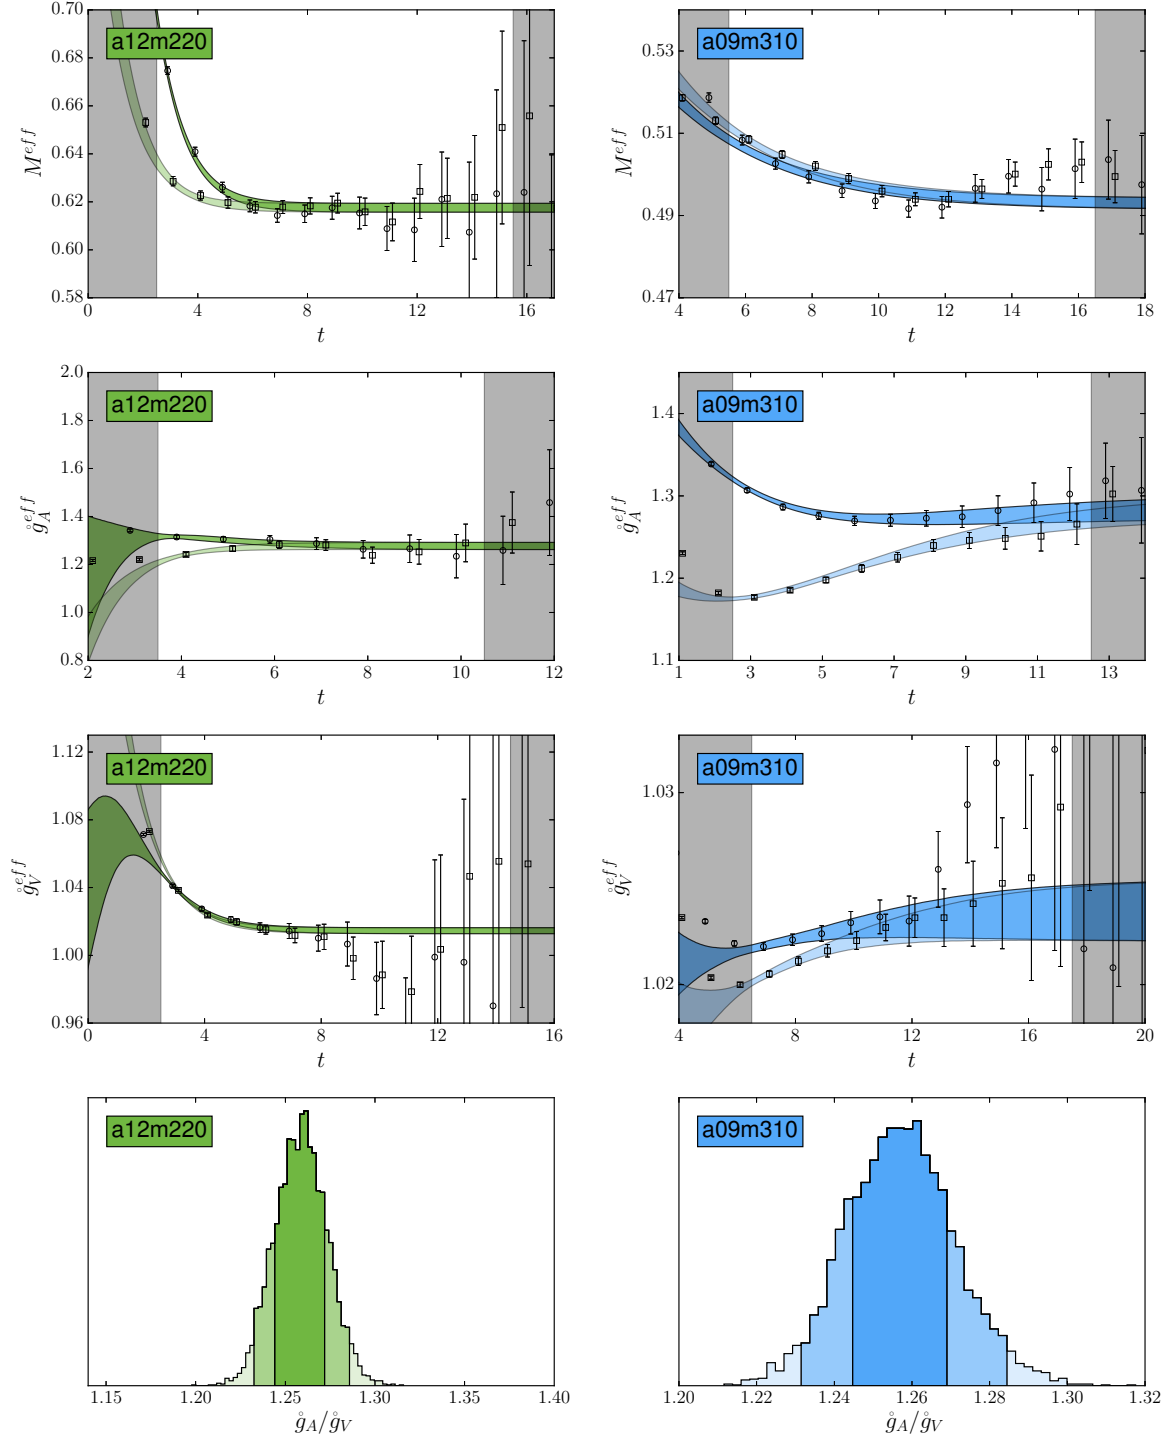 0.70
0.68
0.66
0.64
0.62
0.60
0.58
M^{eff}
a12m220
0 4 8 12 16
t
0.53
0.51
0.49
0.47
M^{eff}
a09m310
4 6 8 10 12 14 16 18
t
2.0
1.8
1.6
1.4
1.2
1.0
0.8
g̊_A^{eff}
a12m220
2 4 6 8 10 12
t
1.4
1.3
1.2
1.1
g̊_A^{eff}
a09m310
1 3 5 7 9 11 13
t
1.12
1.08
1.04
1.00
0.96
g̊_V^{eff}
a12m220
0 4 8 12 16
t
1.03
1.02
g̊_V^{eff}
a09m310
4 8 12 16 20
t
a12m220
1.15 1.20 1.25 1.30 1.35 1.40
g̊_A/g̊_V
a09m310
1.20 1.22 1.24 1.26 1.28 1.30 1.32
g̊_A/g̊_V